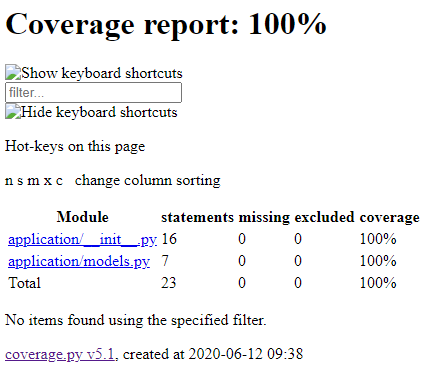 Coverage report: 100%
Show keyboard shortcuts
filter...
Hide keyboard shortcuts
Hot-keys on this page
n s m x c change column sorting
Module statements missing excluded coverage
application/__init__.py 16 0 0 100%
application/models.py 7 0 0 100%
Total 23 0 0 100%
No items found using the specified filter.
coverage.py v5.1, created at 2020-06-12 09:38